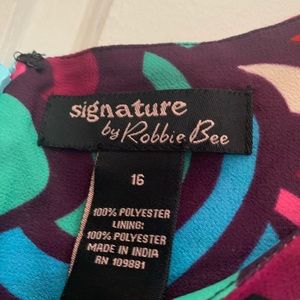 signature
by Robbie Bee
16
100% POLYESTER
LINING:
100% POLYESTER
MADE IN INDIA
RN 109881